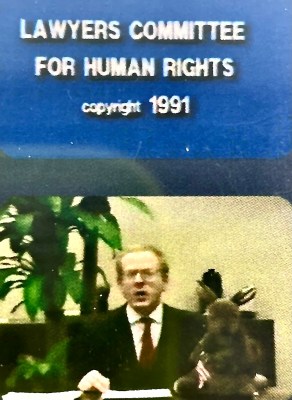 LAWYERS COMMITTEE
FOR HUMAN RIGHTS
copyright 1991